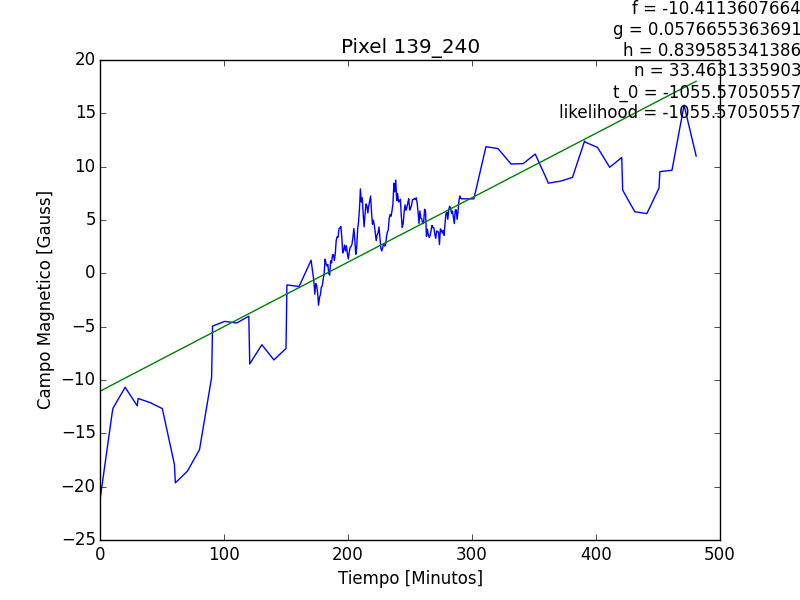 f = -10.4113607664
g = 0.0576655363691
h = 0.839585341386
n = 33.4631335903
t_0 = -1055.57050557
likelihood = -1055.57050557
Pixel 139_240
20
15
10
5
0
−5
−10
−15
−20
−25
Campo Magnetico [Gauss]
0 100 200 300 400 500
Tiempo [Minutos]